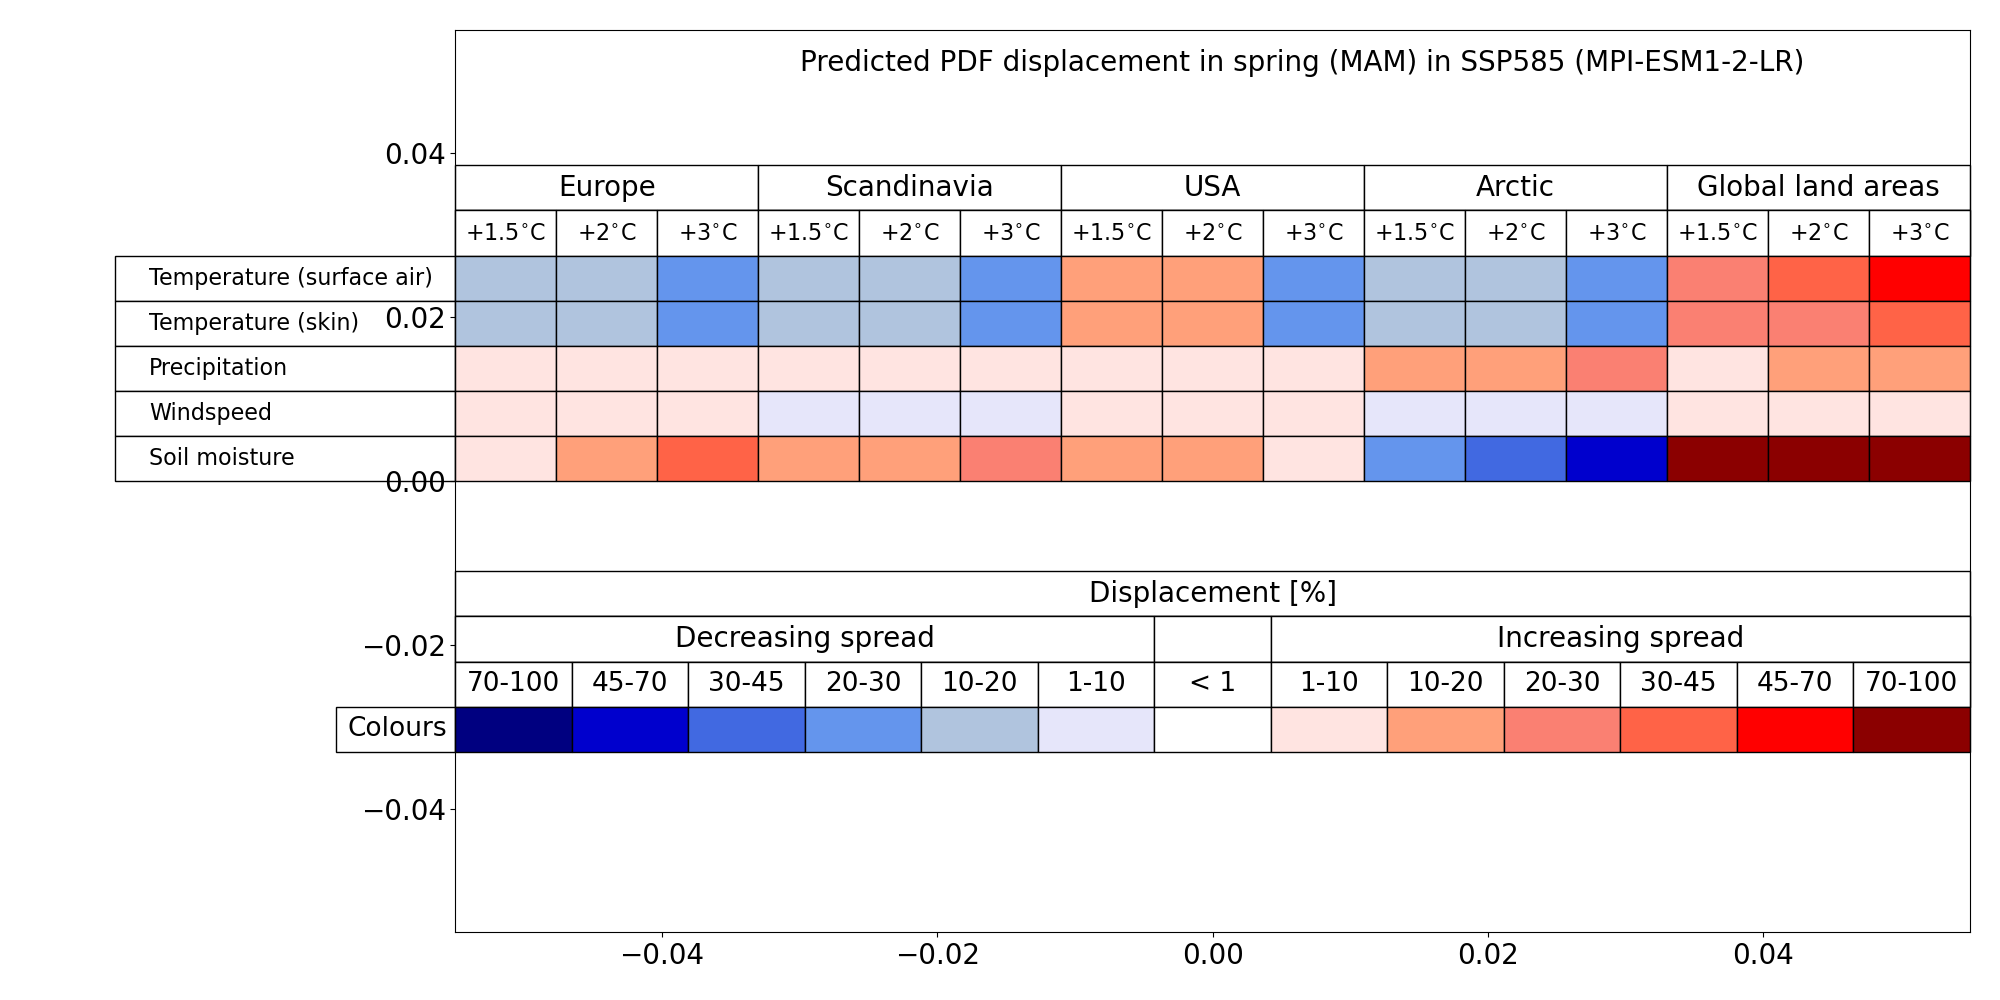 Predicted PDF displacement in spring (MAM) in SSP585 (MPI-ESM1-2-LR)
0.04
Europe Scandinavia USA Arctic Global land areas
+1.5°C +2°C +3°C +1.5°C +2°C +3°C +1.5°C +2°C +3°C +1.5°C +2°C +3°C +1.5°C +2°C +3°C
Temperature (surface air)
Temperature (skin) 0.02
Precipitation
Windspeed
Soil moisture
0.00
Displacement [%]
−0.02 Decreasing spread Increasing spread
70-100 45-70 30-45 20-30 10-20 1-10 < 1 1-10 10-20 20-30 30-45 45-70 70-100
Colours
−0.04
−0.04 −0.02 0.00 0.02 0.04